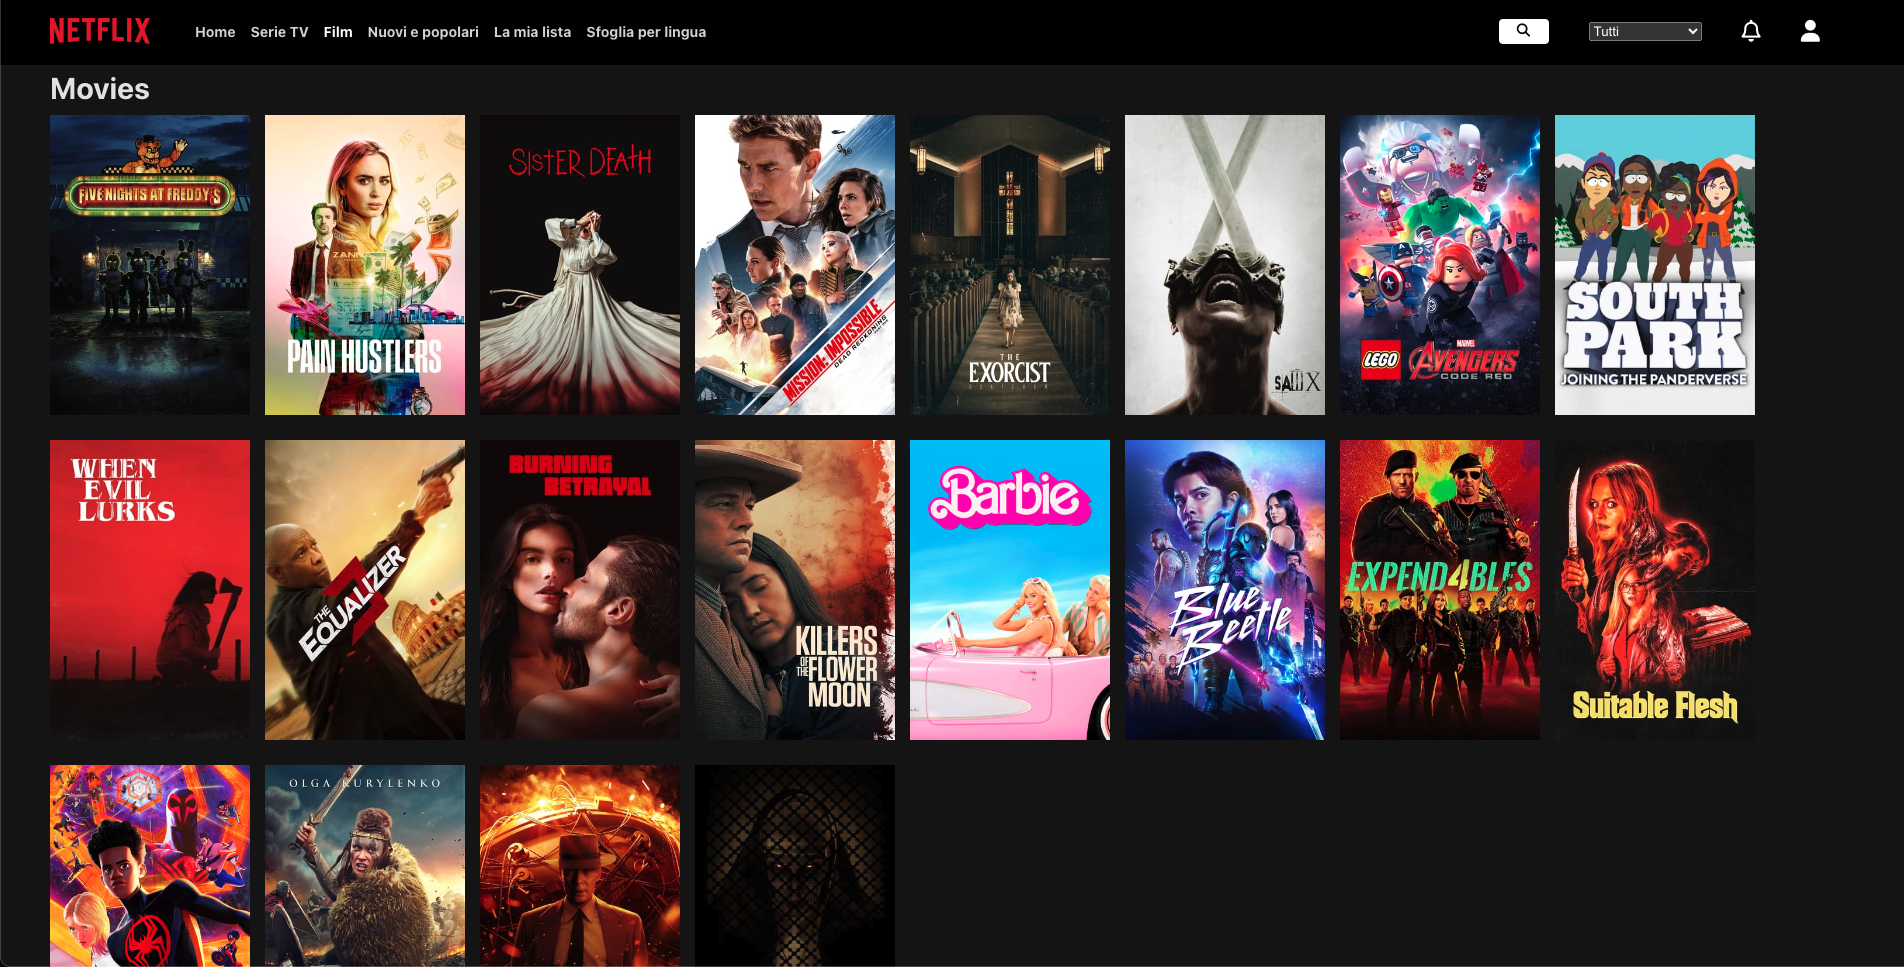 NETFLIX
Home
Serie TV
Film
Nuovi e popolari
La mia lista
Sfoglia per lingua
Tutti
Movies
FIVE NIGHTS AT FREDDY'S
PAIN HUSTLERS
SISTER DEATH
MISSION: IMPOSSIBLE
DEAD RECKONING
THE
EXORCIST
BELIEVER
SAW X
LEGO
MARVEL
AVENGERS
CODE RED
SOUTH
PARK
JOINING THE PANDERVERSE
WHEN
EVIL
LURKS
THE
EQUALIZER
3
BURNING
BETRAYAL
KILLERS
OF
THE FLOWER
MOON
Barbie
Blue
Beetle
EXPEND4BLES
Suitable Flesh
OLGA KURYLENKO